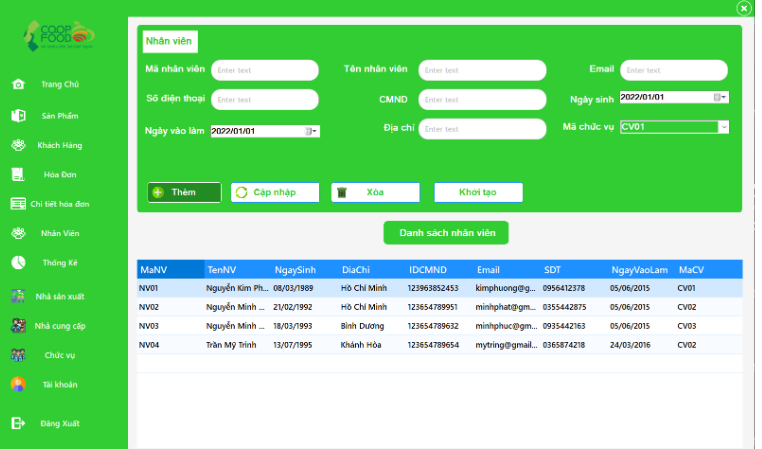 COOP
FOOD
Trang Chủ
Sản Phẩm
Khách Hàng
Hóa Đơn
Chi tiết hóa đơn
Nhân Viên
Thống Kê
Nhà sản xuất
Nhà cung cấp
Chức vụ
Tài khoản
Đăng Xuất
Nhân viên
Mã nhân viên Enter text Tên nhân viên Enter text Email Enter text
Số điện thoại Enter text CMND Enter text Ngày sinh 2022/01/01
Ngày vào làm 2022/01/01 Địa chỉ Enter text Mã chức vụ CV01
Thêm Cập nhập Xóa Khởi tạo
Danh sách nhân viên
MaNV TenNV NgaySinh DiaChi IDCMND Email SDT NgayVaoLam MaCV
NV01 Nguyễn Kim Ph... 08/03/1989 Hồ Chí Minh 123963852453 kimphuong@g... 0956412378 05/06/2015 CV01
NV02 Nguyễn Minh ... 21/02/1992 Hồ Chí Minh 123654789951 minhphat@gm... 0355442875 05/06/2015 CV02
NV03 Nguyễn Minh ... 18/03/1993 Bình Dương 123654789632 minhphuc@gm... 0935442163 05/06/2015 CV03
NV04 Trần Mỹ Trinh 13/07/1995 Khánh Hòa 123654789654 mytring@gmail... 0365874218 24/03/2016 CV02